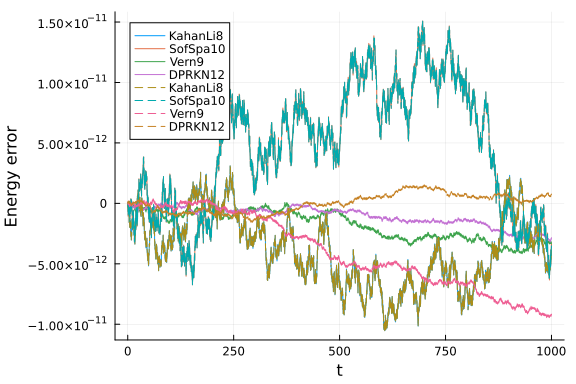 1.50×10⁻¹¹
1.00×10⁻¹¹
5.00×10⁻¹²
0
−5.00×10⁻¹²
−1.00×10⁻¹¹
Energy error
KahanLi8
SofSpa10
Vern9
DPRKN12
KahanLi8
SofSpa10
Vern9
DPRKN12
0 250 500 750 1000
t